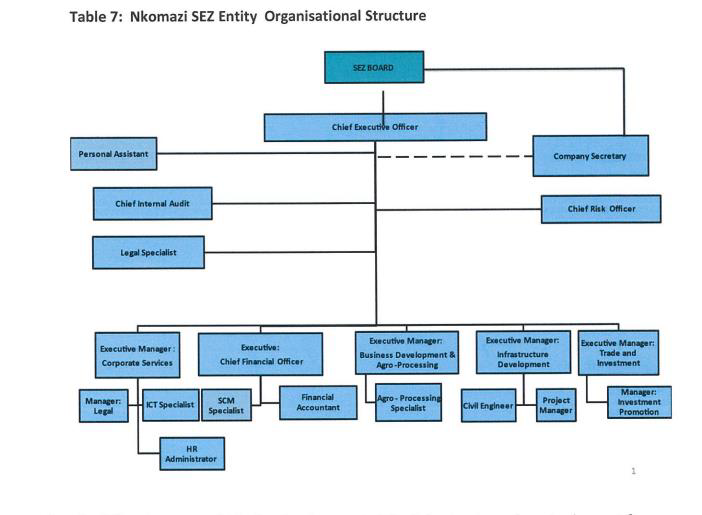 Table 7: Nkomazi SEZ Entity Organisational Structure
SEZ BOARD
Chief Executive Officer
Personal Assistant
Company Secretary
Chief Internal Audit
Chief Risk Officer
Legal Specialist
Executive Manager :
Corporate Services
Executive:
Chief Financial Officer
Executive Manager:
Business Development &
Agro -Processing
Executive Manager:
Infrastructure
Development
Executive Manager:
Trade and
Investment
Manager:
Legal
ICT Specialist
SCM
Specialist
Financial
Accountant
Agro - Processing
Specialist
Civil Engineer
Project
Manager
Manager:
Investment
Promotion
HR
Administrator
1